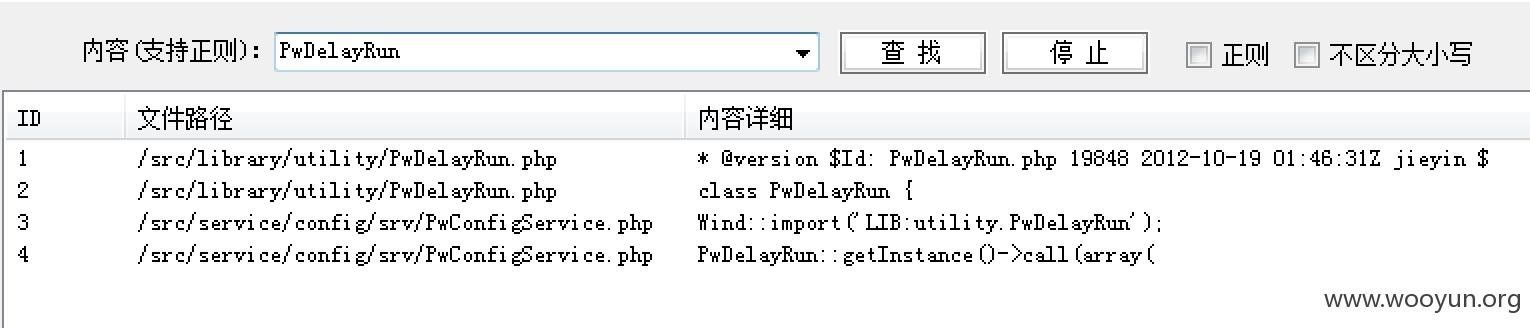 内容(支持正则): PwDelayRun 查 找 停 止 正则 不区分大小写
ID 文件路径 内容详细
1 /src/library/utility/PwDelayRun.php * @version $Id: PwDelayRun.php 19848 2012-10-19 01:46:31Z jieyin $
2 /src/library/utility/PwDelayRun.php class PwDelayRun {
3 /src/service/config/srv/PwConfigService.php Wind::import('LIB:utility.PwDelayRun');
4 /src/service/config/srv/PwConfigService.php PwDelayRun::getInstance()->call(array(
www.wooyun.org